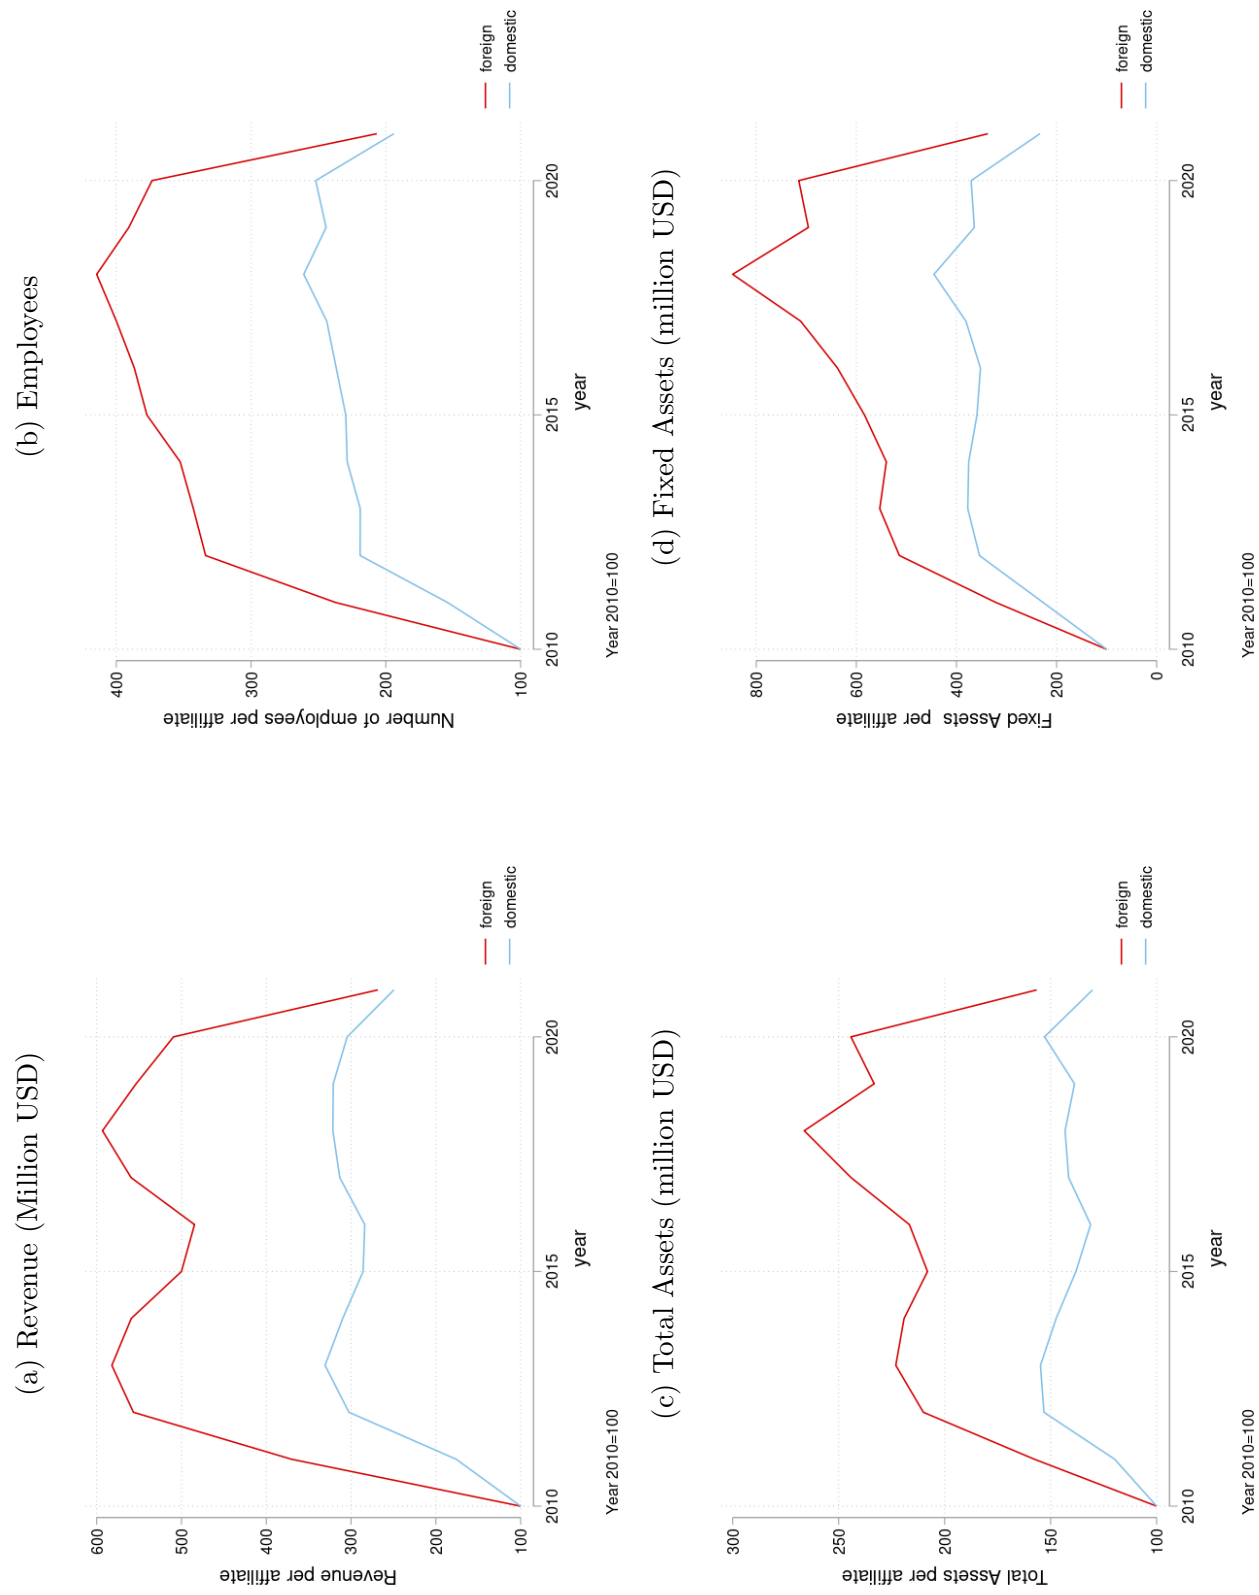 (a) Revenue (Million USD)
Revenue per affiliate
600
500
400
300
200
100
2010
2015
2020
year
Year 2010=100
foreign
domestic
(b) Employees
Number of employees per affiliate
400
300
200
100
2010
2015
2020
year
Year 2010=100
foreign
domestic
(c) Total Assets (million USD)
Total Assets per affiliate
300
250
200
150
100
2010
2015
2020
year
Year 2010=100
foreign
domestic
(d) Fixed Assets (million USD)
Fixed Assets per affiliate
800
600
400
200
0
2010
2015
2020
year
Year 2010=100
foreign
domestic